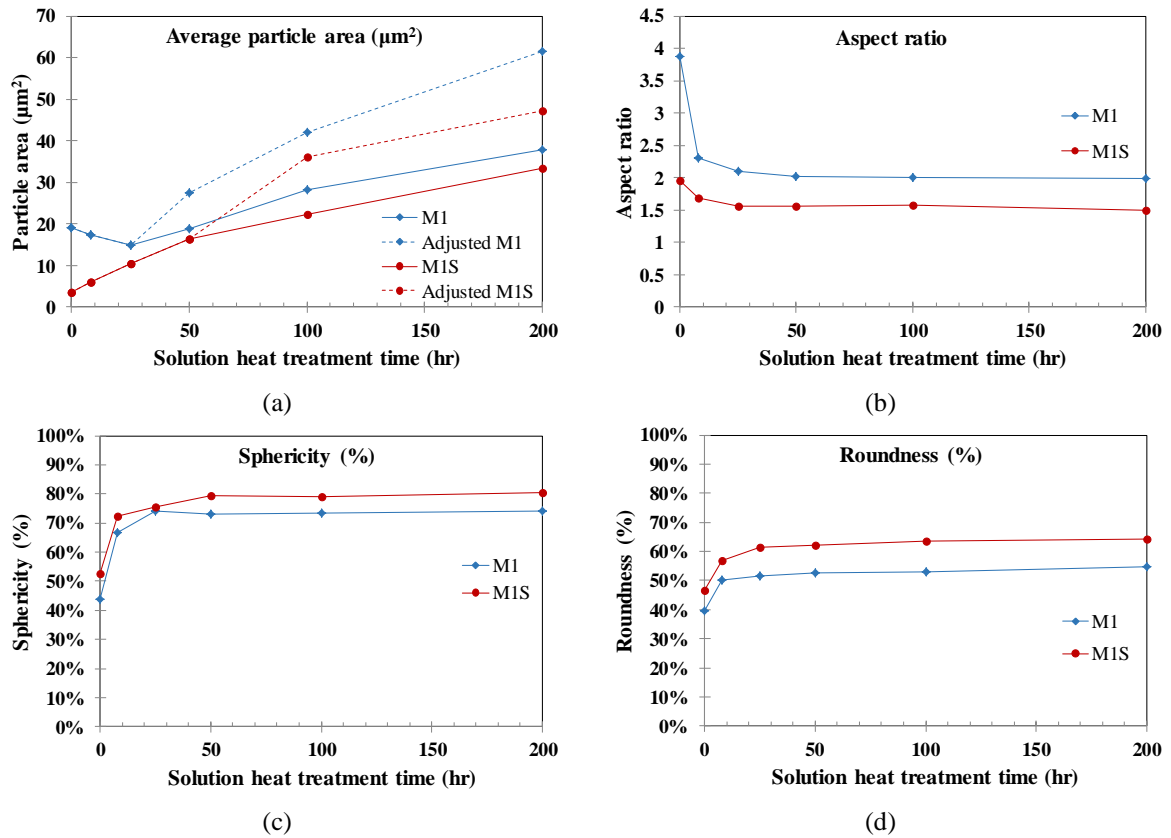 Average particle area (µm²)
70
60
50
40
30
20
10
0
Particle area (µm²)
M1
Adjusted M1
M1S
Adjusted M1S
0 50 100 150 200
Solution heat treatment time (hr)
(a)
Aspect ratio
4.5
4
3.5
3
2.5
2
1.5
1
0.5
0
Aspect ratio
M1
M1S
0 50 100 150 200
Solution heat treatment time (hr)
(b)
Sphericity (%)
100%
90%
80%
70%
60%
50%
40%
30%
20%
10%
0%
Sphericity (%)
M1
M1S
0 50 100 150 200
Solution heat treatment time (hr)
(c)
Roundness (%)
100%
90%
80%
70%
60%
50%
40%
30%
20%
10%
0%
Roundness (%)
M1
M1S
0 50 100 150 200
Solution heat treatment time (hr)
(d)